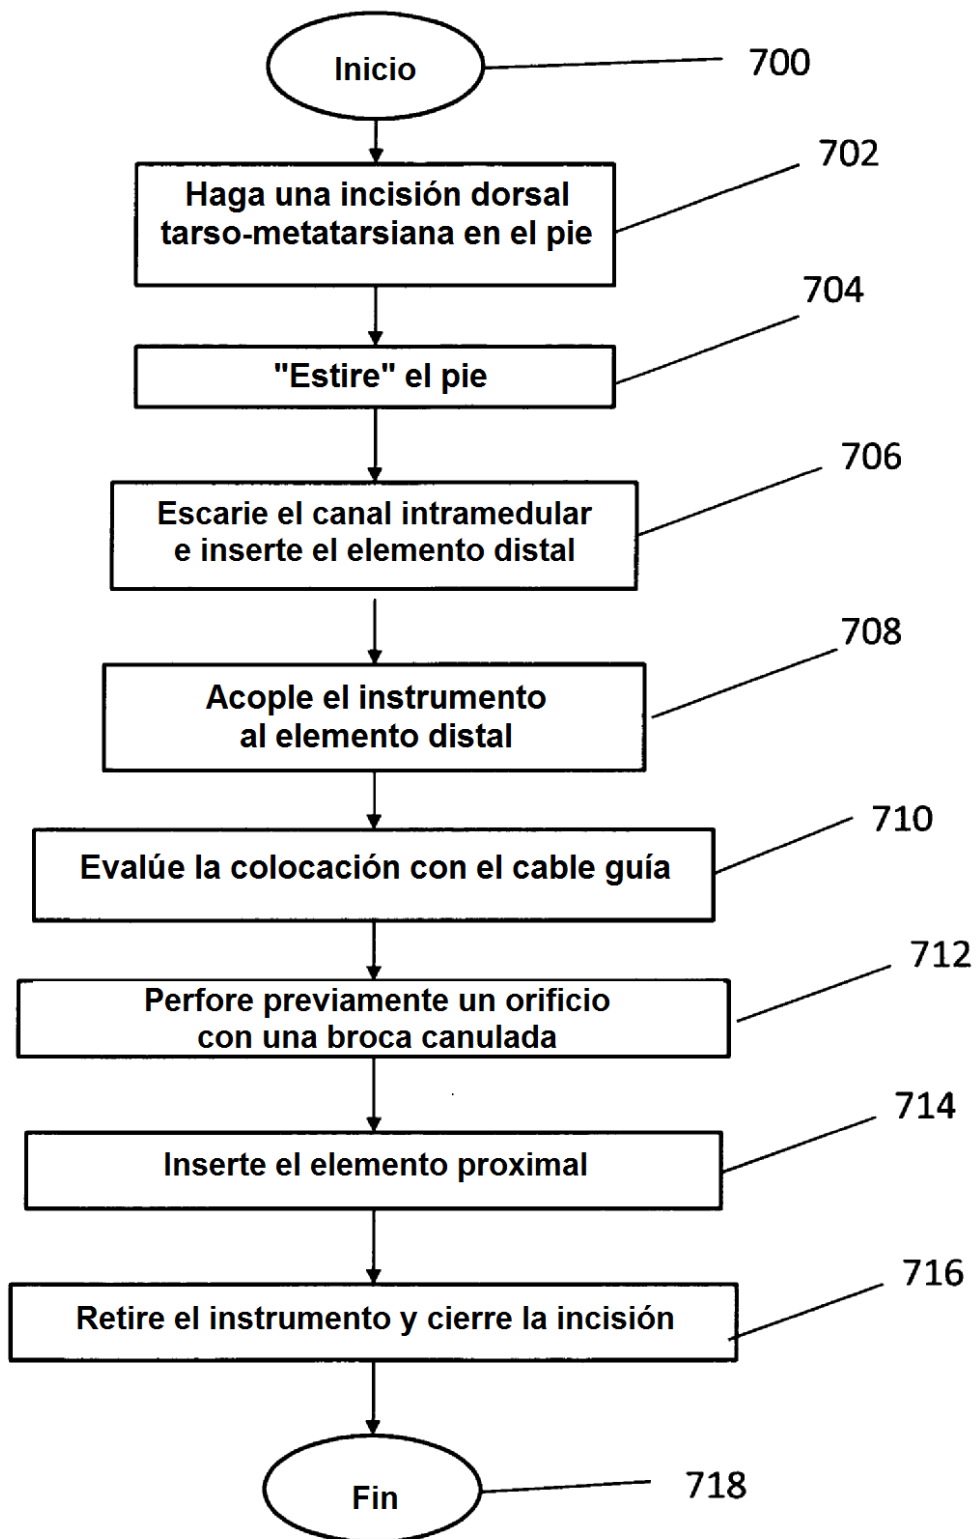 Inicio
700
702
Haga una incisión dorsal
tarso-metatarsiana en el pie
704
"Estire" el pie
706
Escarie el canal intramedular
e inserte el elemento distal
708
Acople el instrumento
al elemento distal
710
Evalúe la colocación con el cable guía
712
Perfore previamente un orificio
con una broca canulada
714
Inserte el elemento proximal
716
Retire el instrumento y cierre la incisión
718
Fin